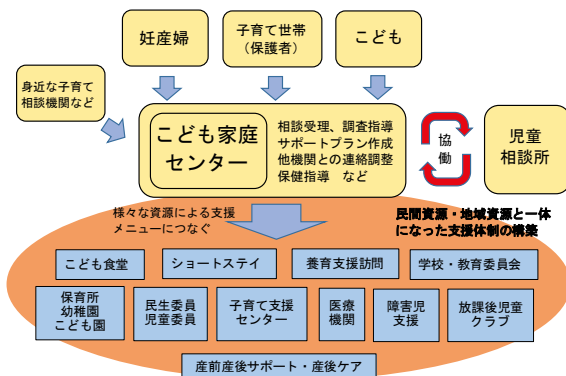 妊産婦
子育て世帯
（保護者）
こども
身近な子育て
相談機関など
こども家庭
センター
相談受理、調査指導
サポートプラン作成
他機関との連絡調整
保健指導　など
協
働
児童
相談所
様々な資源による支援
メニューにつなぐ
民間資源・地域資源と一体
になった支援体制の構築
こども食堂
ショートステイ
養育支援訪問
学校・教育委員会
保育所
幼稚園
こども園
民生委員
児童委員
子育て支援
センター
医療
機関
障害児
支援
放課後児童
クラブ
産前産後サポート・産後ケア